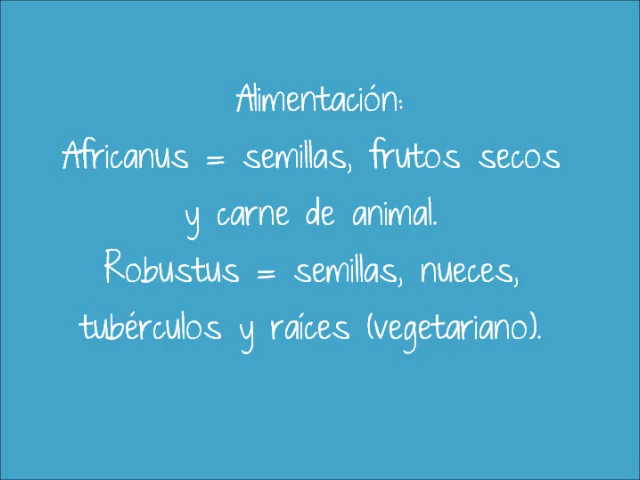 Alimentación:
Africanus = semillas, frutos secos
y carne de animal.
Robustus = semillas, nueces,
tubérculos y raíces (vegetariano).